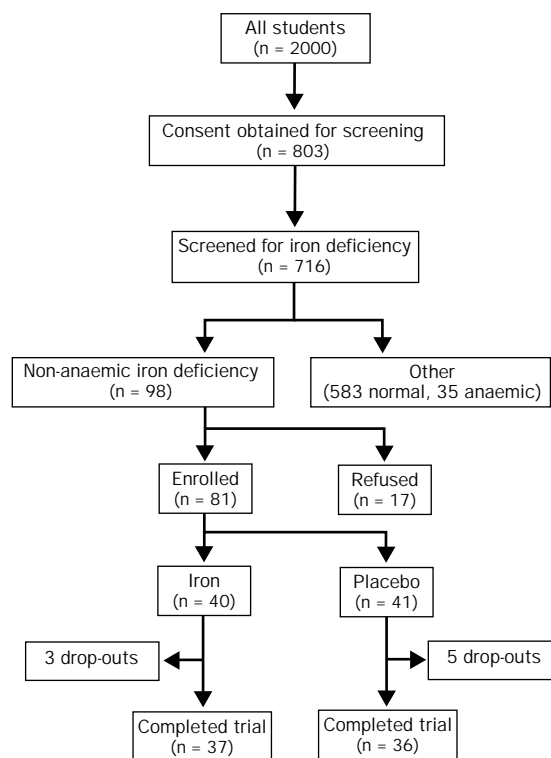 All students
(n = 2000)
Consent obtained for screening
(n = 803)
Screened for iron deficiency
(n = 716)
Non-anaemic iron deficiency
(n = 98)
Other
(583 normal, 35 anaemic)
Enrolled
(n = 81)
Refused
(n = 17)
Iron
(n = 40)
Placebo
(n = 41)
3 drop-outs
5 drop-outs
Completed trial
(n = 37)
Completed trial
(n = 36)